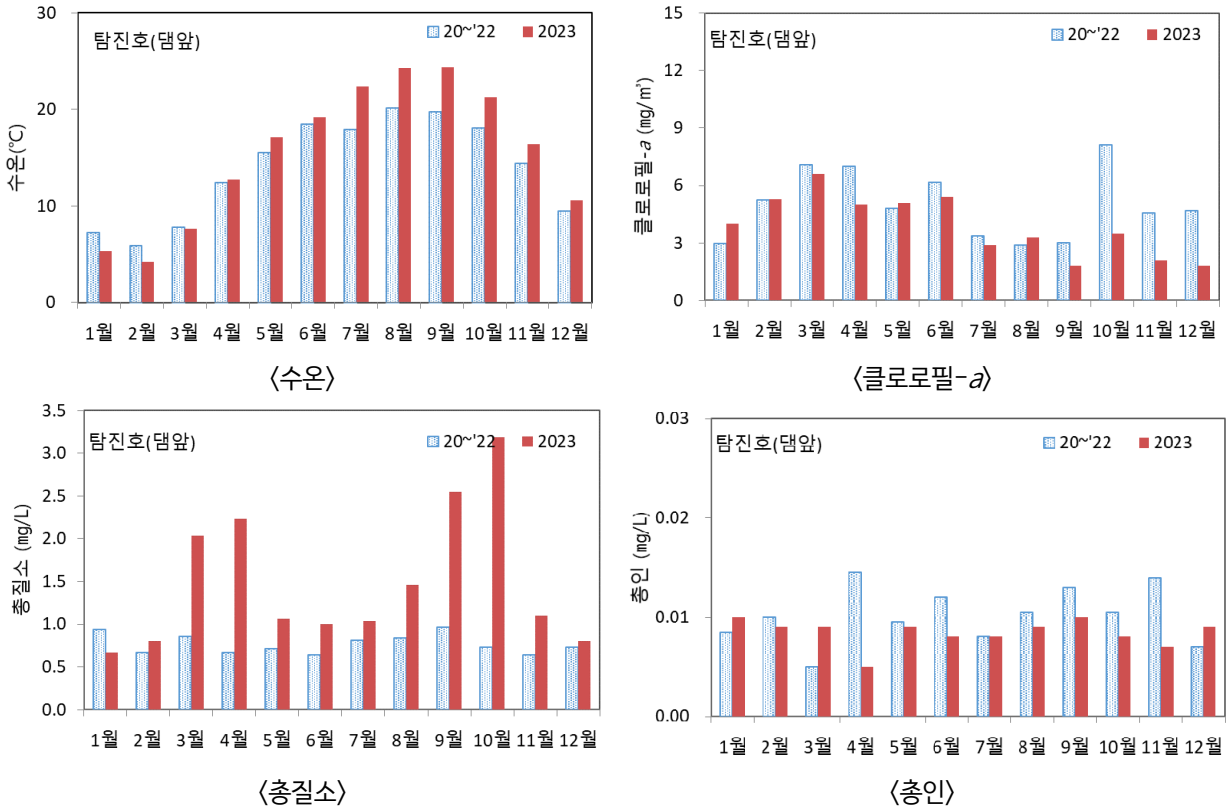 탐진호(댐앞)
20~'22 2023
수온(℃)
30
20
10
0
1월 2월 3월 4월 5월 6월 7월 8월 9월 10월 11월 12월
〈수온〉
탐진호(댐앞)
20~'22 2023
클로로필-a (㎎/㎥)
15
12
9
6
3
0
1월 2월 3월 4월 5월 6월 7월 8월 9월 10월 11월 12월
〈클로로필-a〉
탐진호(댐앞)
20~'22 2023
총질소 (㎎/L)
3.5
3.0
2.5
2.0
1.5
1.0
0.5
0.0
1월 2월 3월 4월 5월 6월 7월 8월 9월 10월 11월 12월
〈총질소〉
탐진호(댐앞)
20~'22 2023
총인 (㎎/L)
0.03
0.02
0.01
0.00
1월 2월 3월 4월 5월 6월 7월 8월 9월 10월 11월 12월
〈총인〉